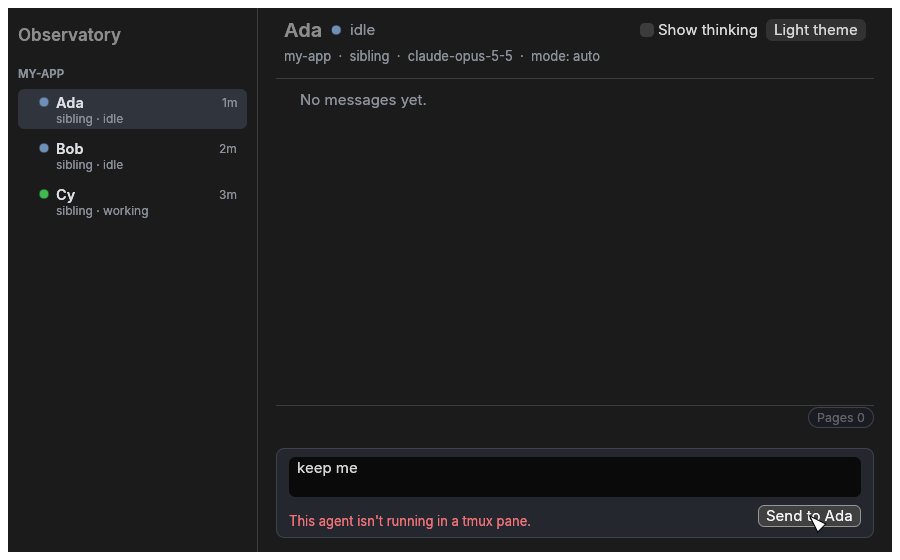 Observatory
MY-APP
Ada 1m
sibling · idle
Bob 2m
sibling · idle
Cy 3m
sibling · working
Ada idle
Show thinking
Light theme
my-app · sibling · claude-opus-5-5 · mode: auto
No messages yet.
Pages 0
keep me
This agent isn't running in a tmux pane.
Send to Ada